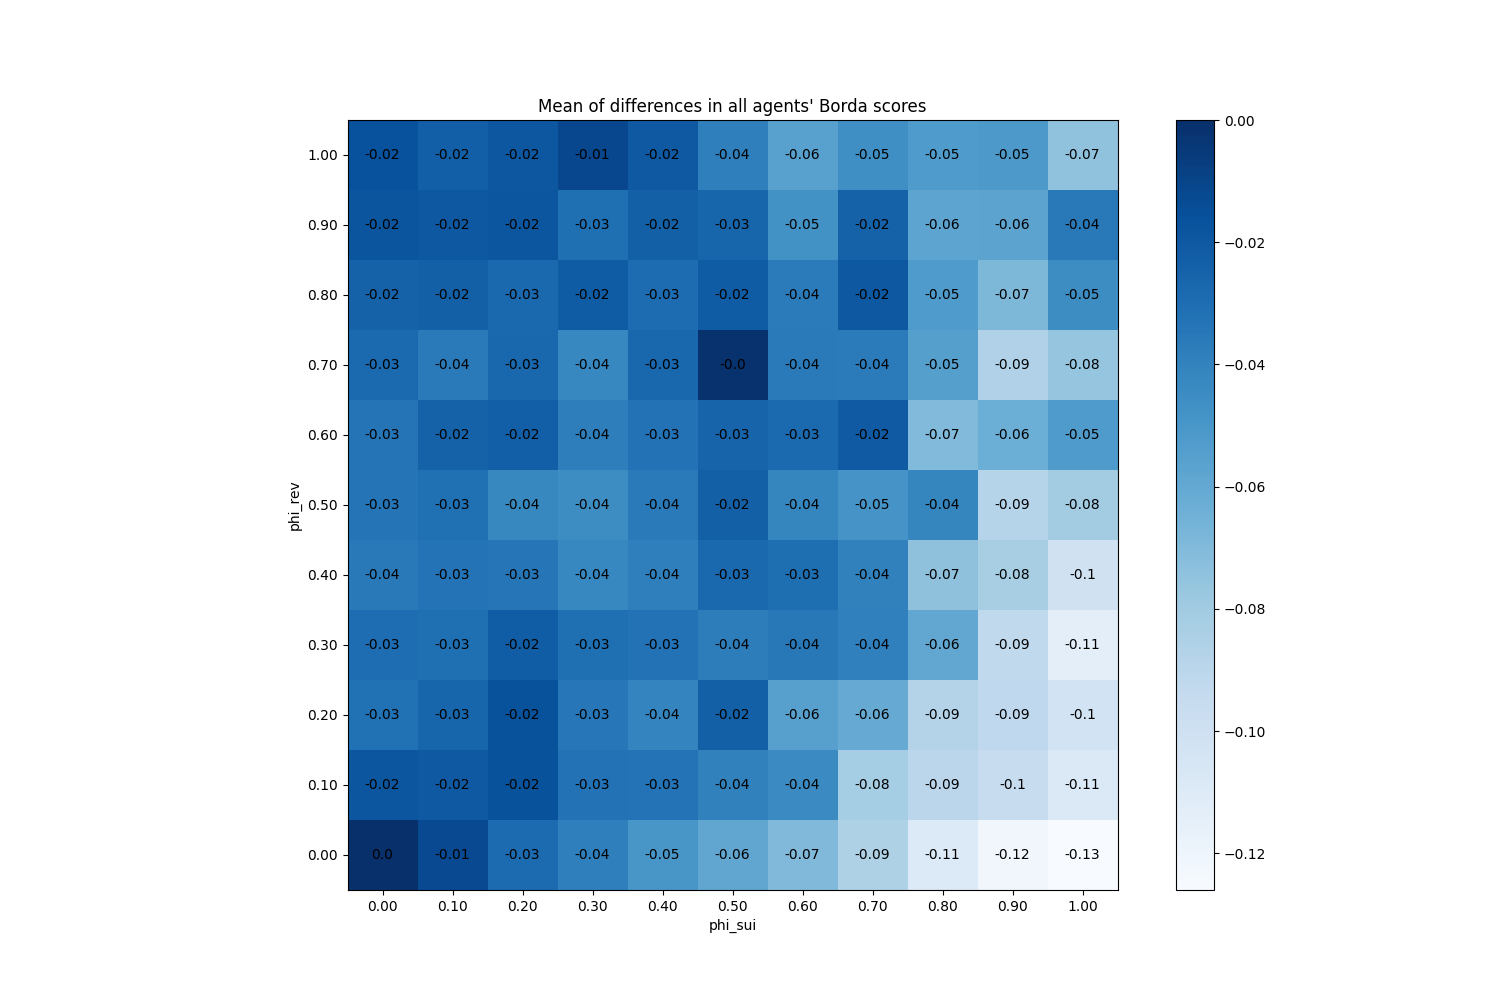 Mean of differences in all agents' Borda scores
1.00 -0.02 -0.02 -0.02 -0.01 -0.02 -0.04 -0.06 -0.05 -0.05 -0.05 -0.07
0.90 -0.02 -0.02 -0.02 -0.03 -0.02 -0.03 -0.05 -0.02 -0.06 -0.06 -0.04
0.80 -0.02 -0.02 -0.03 -0.02 -0.03 -0.02 -0.04 -0.02 -0.05 -0.07 -0.05
0.70 -0.03 -0.04 -0.03 -0.04 -0.03 -0.0 -0.04 -0.04 -0.05 -0.09 -0.08
0.60 -0.03 -0.02 -0.02 -0.04 -0.03 -0.03 -0.03 -0.02 -0.07 -0.06 -0.05
phi_rev
0.50 -0.03 -0.03 -0.04 -0.04 -0.04 -0.02 -0.04 -0.05 -0.04 -0.09 -0.08
0.40 -0.04 -0.03 -0.03 -0.04 -0.04 -0.03 -0.03 -0.04 -0.07 -0.08 -0.1
0.30 -0.03 -0.03 -0.02 -0.03 -0.03 -0.04 -0.04 -0.04 -0.06 -0.09 -0.11
0.20 -0.03 -0.03 -0.02 -0.03 -0.04 -0.02 -0.06 -0.06 -0.09 -0.09 -0.1
0.10 -0.02 -0.02 -0.02 -0.03 -0.03 -0.04 -0.04 -0.08 -0.09 -0.1 -0.11
0.00 0.0 -0.01 -0.03 -0.04 -0.05 -0.06 -0.07 -0.09 -0.11 -0.12 -0.13
0.00 0.10 0.20 0.30 0.40 0.50 0.60 0.70 0.80 0.90 1.00
phi_sui
0.00
−0.02
−0.04
−0.06
−0.08
−0.10
−0.12